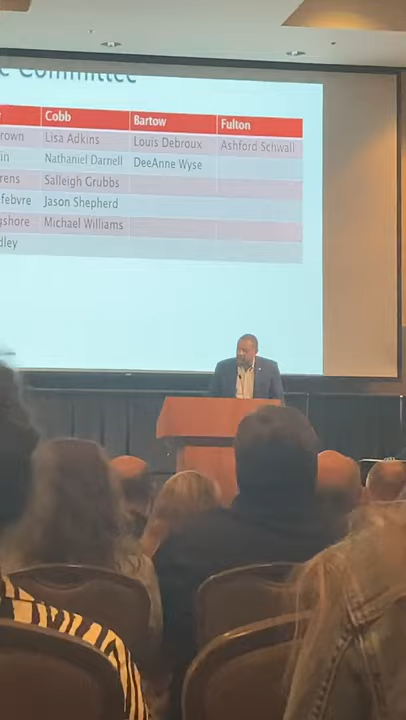 Committee
Cobb Bartow Fulton
Lisa Adkins Louis Debroux Ashford Schwall
Nathaniel Darnell DeeAnne Wyse
Salleigh Grubbs
Jason Shepherd
Michael Williams